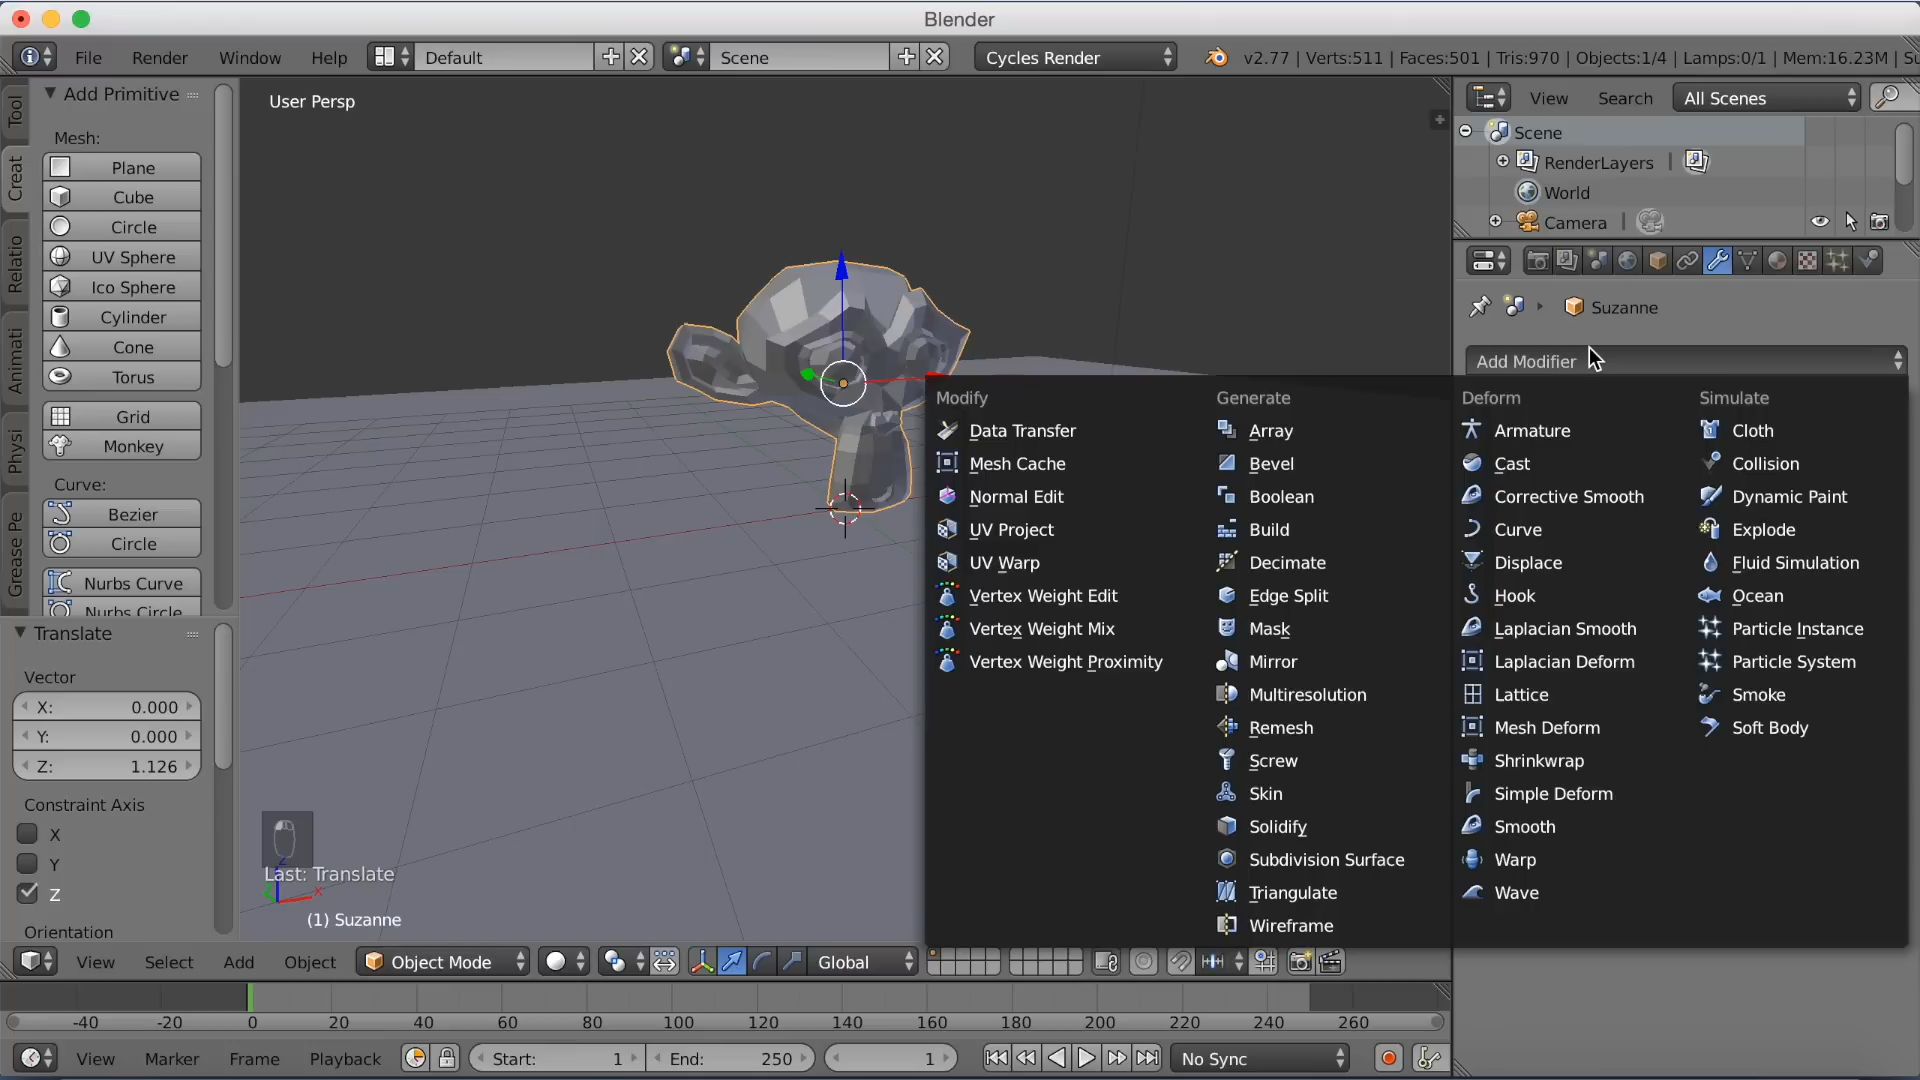 Blender
File Render Window Help Default Scene Cycles Render v2.77 | Verts:511 | Faces:501 | Tris:970 | Objects:1/4 | Lamps:0/1 | Mem:16.23M | Su
Tool
Creat
Relatio
Animati
Physi
Grease Pe
Add Primitive
Mesh:
Plane
Cube
Circle
UV Sphere
Ico Sphere
Cylinder
Cone
Torus
Grid
Monkey
Curve:
Bezier
Circle
Nurbs Curve
Nurbs Circle
Translate
Vector
X: 0.000
Y: 0.000
Z: 1.126
Constraint Axis
X
Y
Z
Orientation
User Persp
Last: Translate
(1) Suzanne
View Search All Scenes
Scene
RenderLayers
World
Camera
Suzanne
Add Modifier
Modify
Data Transfer
Mesh Cache
Normal Edit
UV Project
UV Warp
Vertex Weight Edit
Vertex Weight Mix
Vertex Weight Proximity
Generate
Array
Bevel
Boolean
Build
Decimate
Edge Split
Mask
Mirror
Multiresolution
Remesh
Screw
Skin
Solidify
Subdivision Surface
Triangulate
Wireframe
Deform
Armature
Cast
Corrective Smooth
Curve
Displace
Hook
Laplacian Smooth
Laplacian Deform
Lattice
Mesh Deform
Shrinkwrap
Simple Deform
Smooth
Warp
Wave
Simulate
Cloth
Collision
Dynamic Paint
Explode
Fluid Simulation
Ocean
Particle Instance
Particle System
Smoke
Soft Body
View Select Add Object Object Mode Global
-40 -20 0 20 40 60 80 100 120 140 160 180 200 220 240 260
View Marker Frame Playback Start: 1 End: 250 1 No Sync